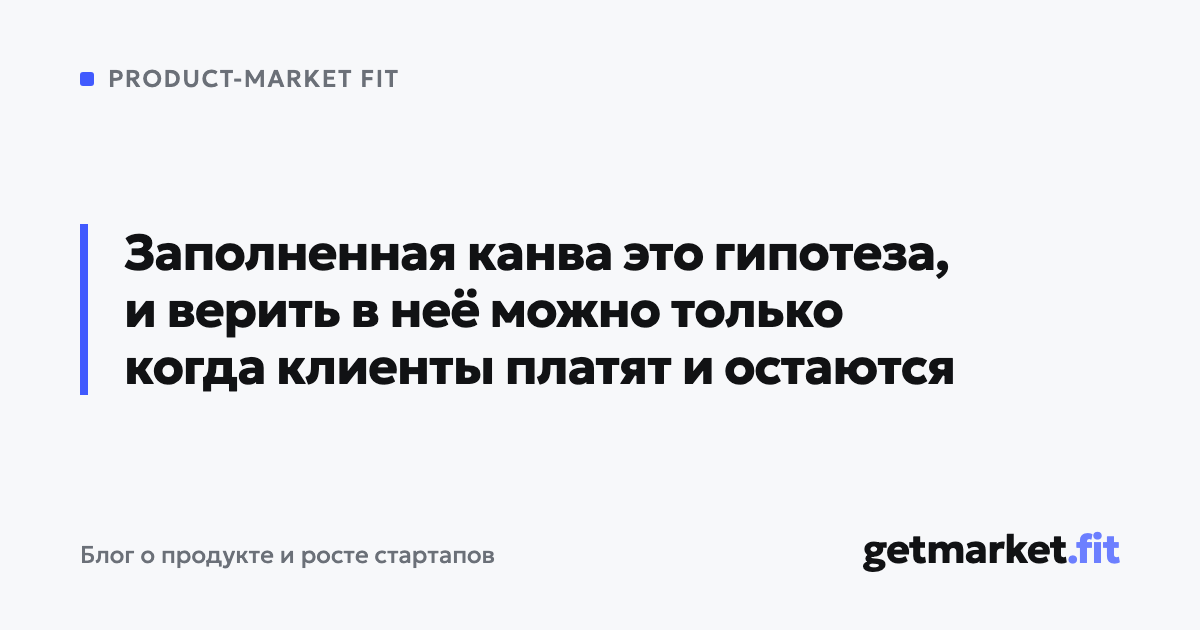 PRODUCT-MARKET FIT
Заполненная канва это гипотеза,
и верить в неё можно только
когда клиенты платят и остаются
Блог о продукте и росте стартапов
getmarket.fit